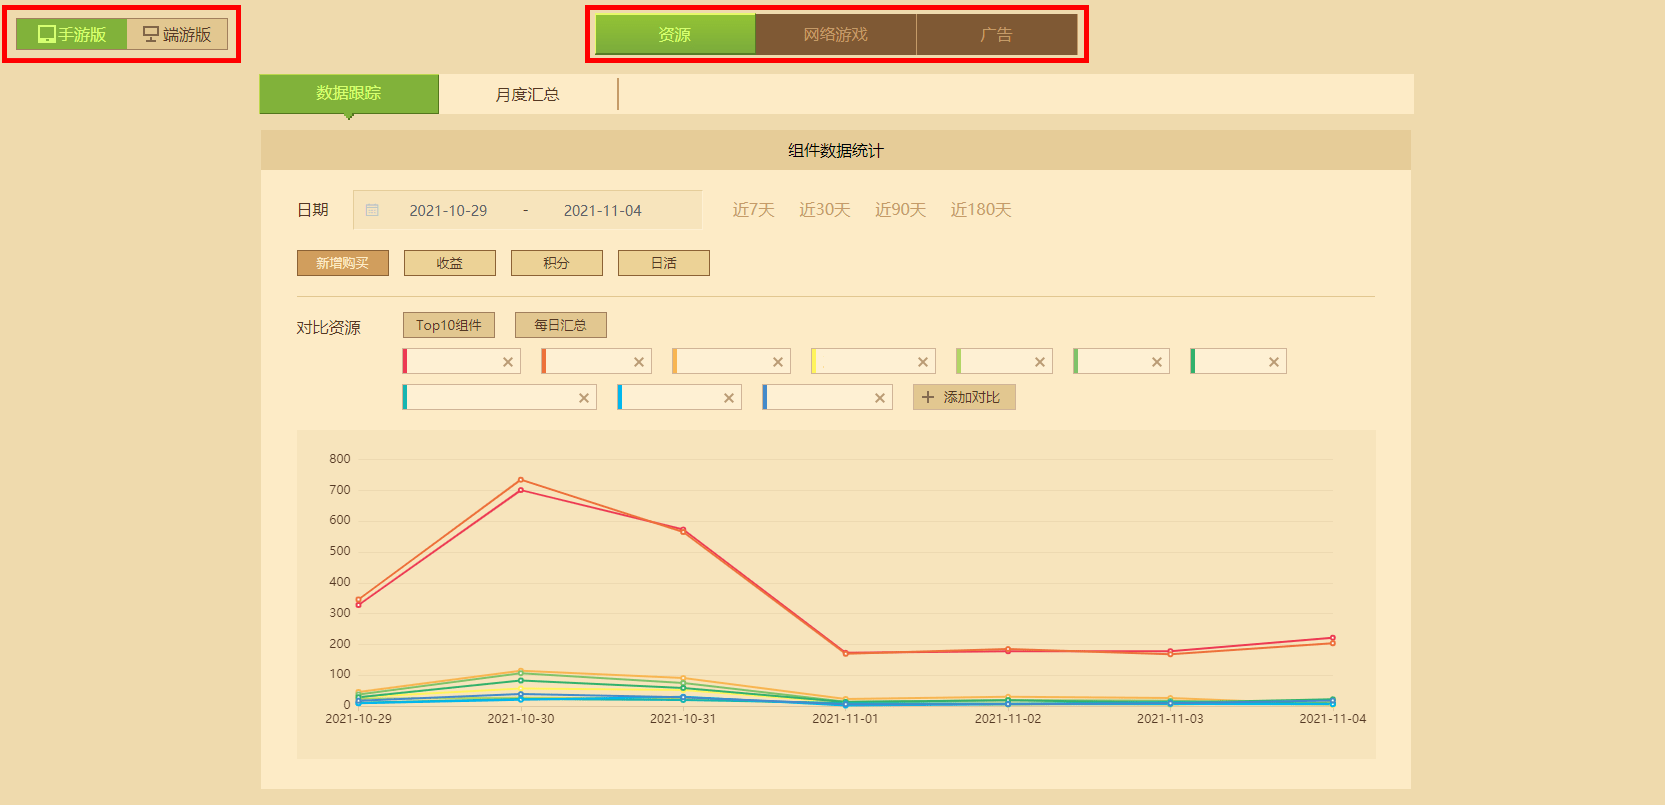 手游版 端游版
资源 网络游戏 广告
数据跟踪 月度汇总
组件数据统计
日期 2021-10-29 - 2021-11-04 近7天 近30天 近90天 近180天
新增购买 收益 积分 日活
对比资源 Top10组件 每日汇总
添加对比
800
700
600
500
400
300
200
100
0
2021-10-29 2021-10-30 2021-10-31 2021-11-01 2021-11-02 2021-11-03 2021-11-04